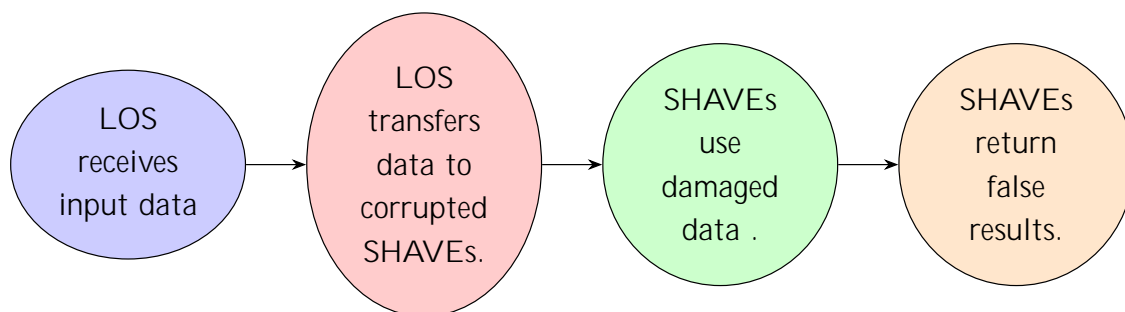 LOS
receives
input data
LOS
transfers
data to
corrupted
SHAVEs.
SHAVEs
use
damaged
data .
SHAVEs
return
false
results.